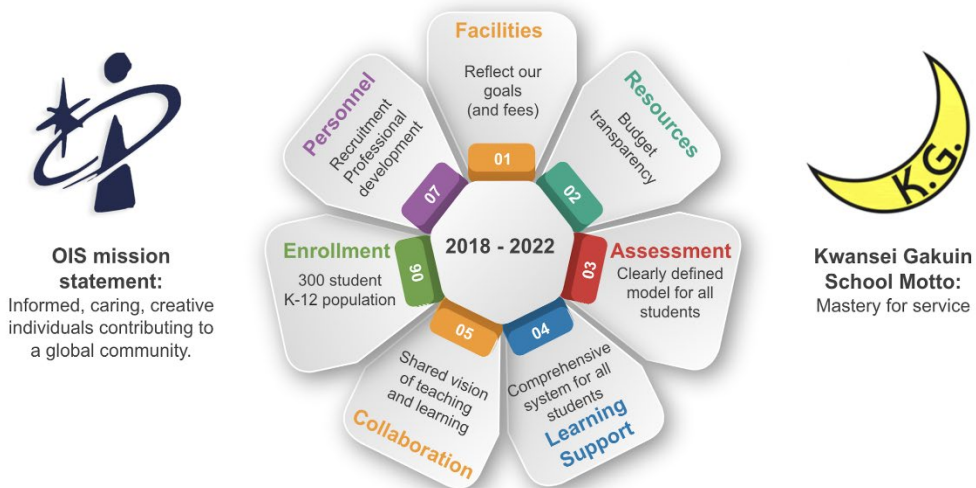 Facilities
Reflect our
goals
(and fees)
01
Resources
Budget
transparency
02
Assessment
Clearly defined
model for all
students
03
04
Comprehensive
system for all
students
Learning
Support
05
Shared vision
of teaching
and learning
Collaboration
Enrollment
300 student
K-12 population
06
Personnel
Recruitment
Professional
development
07
2018 - 2022
OIS mission
statement:
Informed, caring, creative
individuals contributing to
a global community.
K.G.
Kwansei Gakuin
School Motto:
Mastery for service